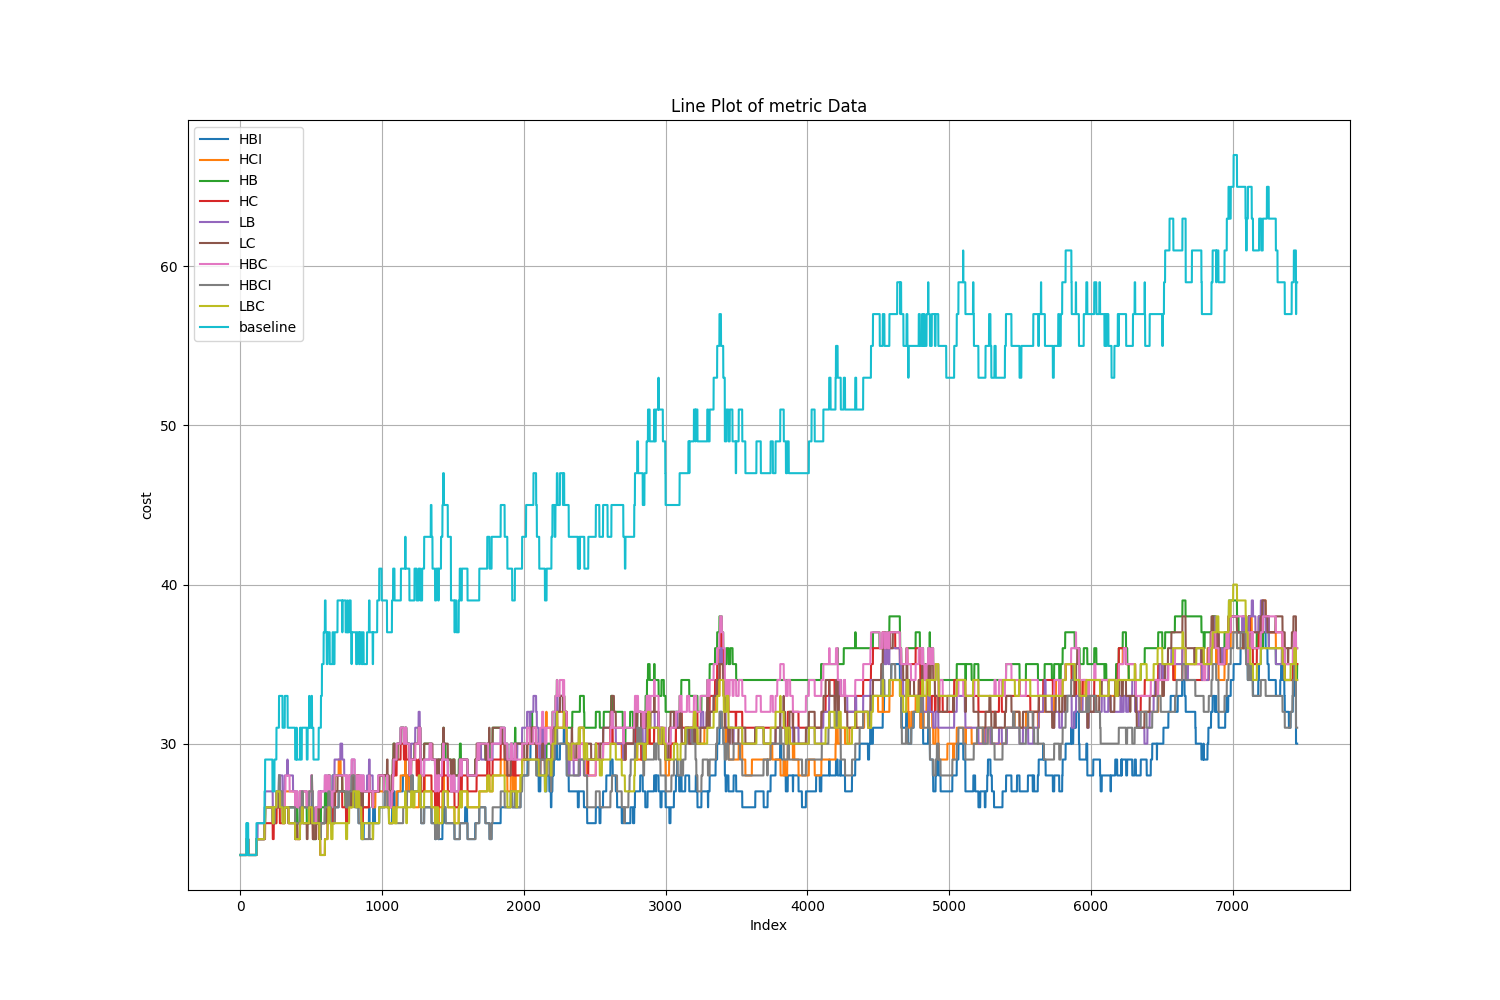 Line Plot of metric Data
HBI
HCI
HB
HC
LB
LC
HBC
HBCI
LBC
baseline
60
50
40
30
cost
0 1000 2000 3000 4000 5000 6000 7000
Index